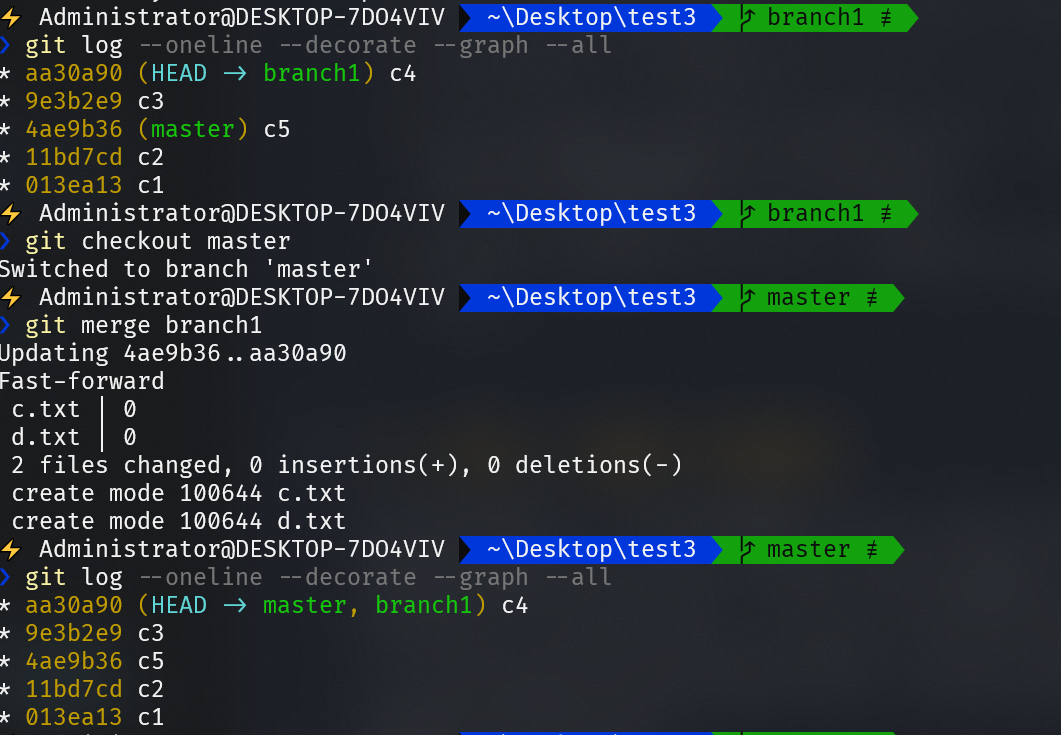 Administrator@DESKTOP-7DO4VIV ~\Desktop\test3 branch1 ≢
❯ git log --oneline --decorate --graph --all
* aa30a90 (HEAD -> branch1) c4
* 9e3b2e9 c3
* 4ae9b36 (master) c5
* 11bd7cd c2
* 013ea13 c1
Administrator@DESKTOP-7DO4VIV ~\Desktop\test3 branch1 ≢
❯ git checkout master
Switched to branch 'master'
Administrator@DESKTOP-7DO4VIV ~\Desktop\test3 master ≢
❯ git merge branch1
Updating 4ae9b36..aa30a90
Fast-forward
c.txt | 0
d.txt | 0
2 files changed, 0 insertions(+), 0 deletions(-)
create mode 100644 c.txt
create mode 100644 d.txt
Administrator@DESKTOP-7DO4VIV ~\Desktop\test3 master ≢
❯ git log --oneline --decorate --graph --all
* aa30a90 (HEAD -> master, branch1) c4
* 9e3b2e9 c3
* 4ae9b36 c5
* 11bd7cd c2
* 013ea13 c1